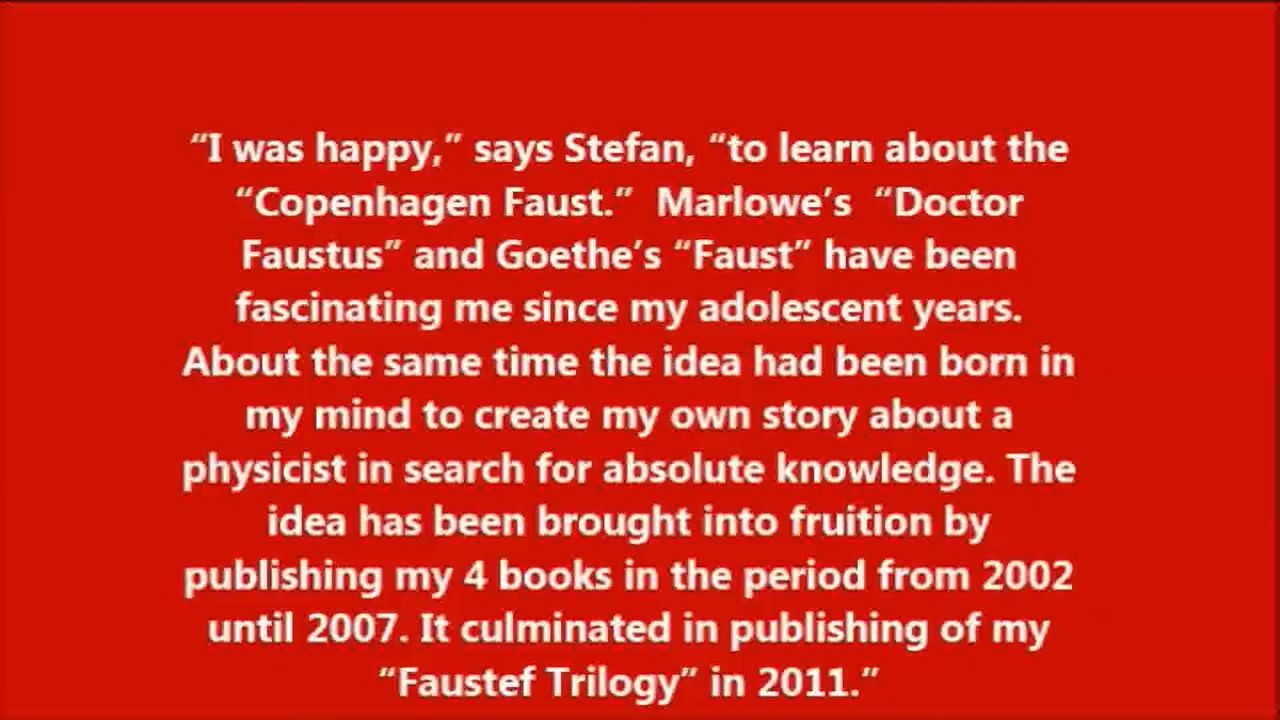 “I was happy,” says Stefan, “to learn about the
“Copenhagen Faust.”  Marlowe’s  “Doctor
Faustus” and Goethe’s “Faust” have been
fascinating me since my adolescent years.
About the same time the idea had been born in
my mind to create my own story about a
physicist in search for absolute knowledge. The
idea has been brought into fruition by
publishing my 4 books in the period from 2002
until 2007. It culminated in publishing of my
“Faustef Trilogy” in 2011.”